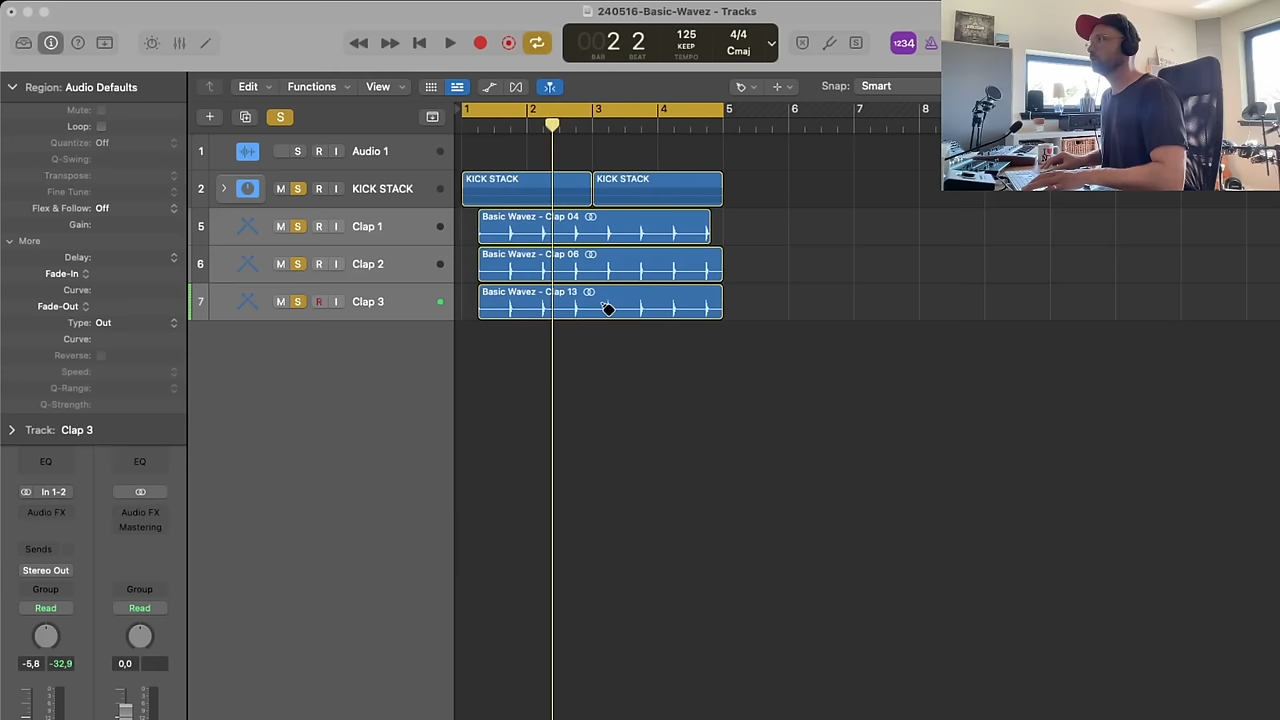 240516-Basic-Wavez - Tracks
002 2
BAR BEAT
125
KEEP
TEMPO
4/4
Cmaj
S
1234
Region: Audio Defaults
Edit Functions View Snap: Smart
Mute:
Loop:
Quantize: Off
Q-Swing:
Transpose:
Fine Tune:
Flex & Follow: Off
Gain:
More
Delay:
Fade-In
Curve:
Fade-Out
Type: Out
Curve:
Reverse:
Speed:
Q-Range:
Q-Strength:
Track: Clap 3
EQ EQ
In 1-2
Audio FX Audio FX
Mastering
Sends
Stereo Out
Group Group
Read Read
-5,8 -32,9 0,0
S
1 2 3 4 5 6 7 8
1 S R I Audio 1
2 M S R I KICK STACK
KICK STACK KICK STACK
5 M S R I Clap 1
Basic Wavez - Clap 04
6 M S R I Clap 2
Basic Wavez - Clap 06
7 M S R I Clap 3
Basic Wavez - Clap 13